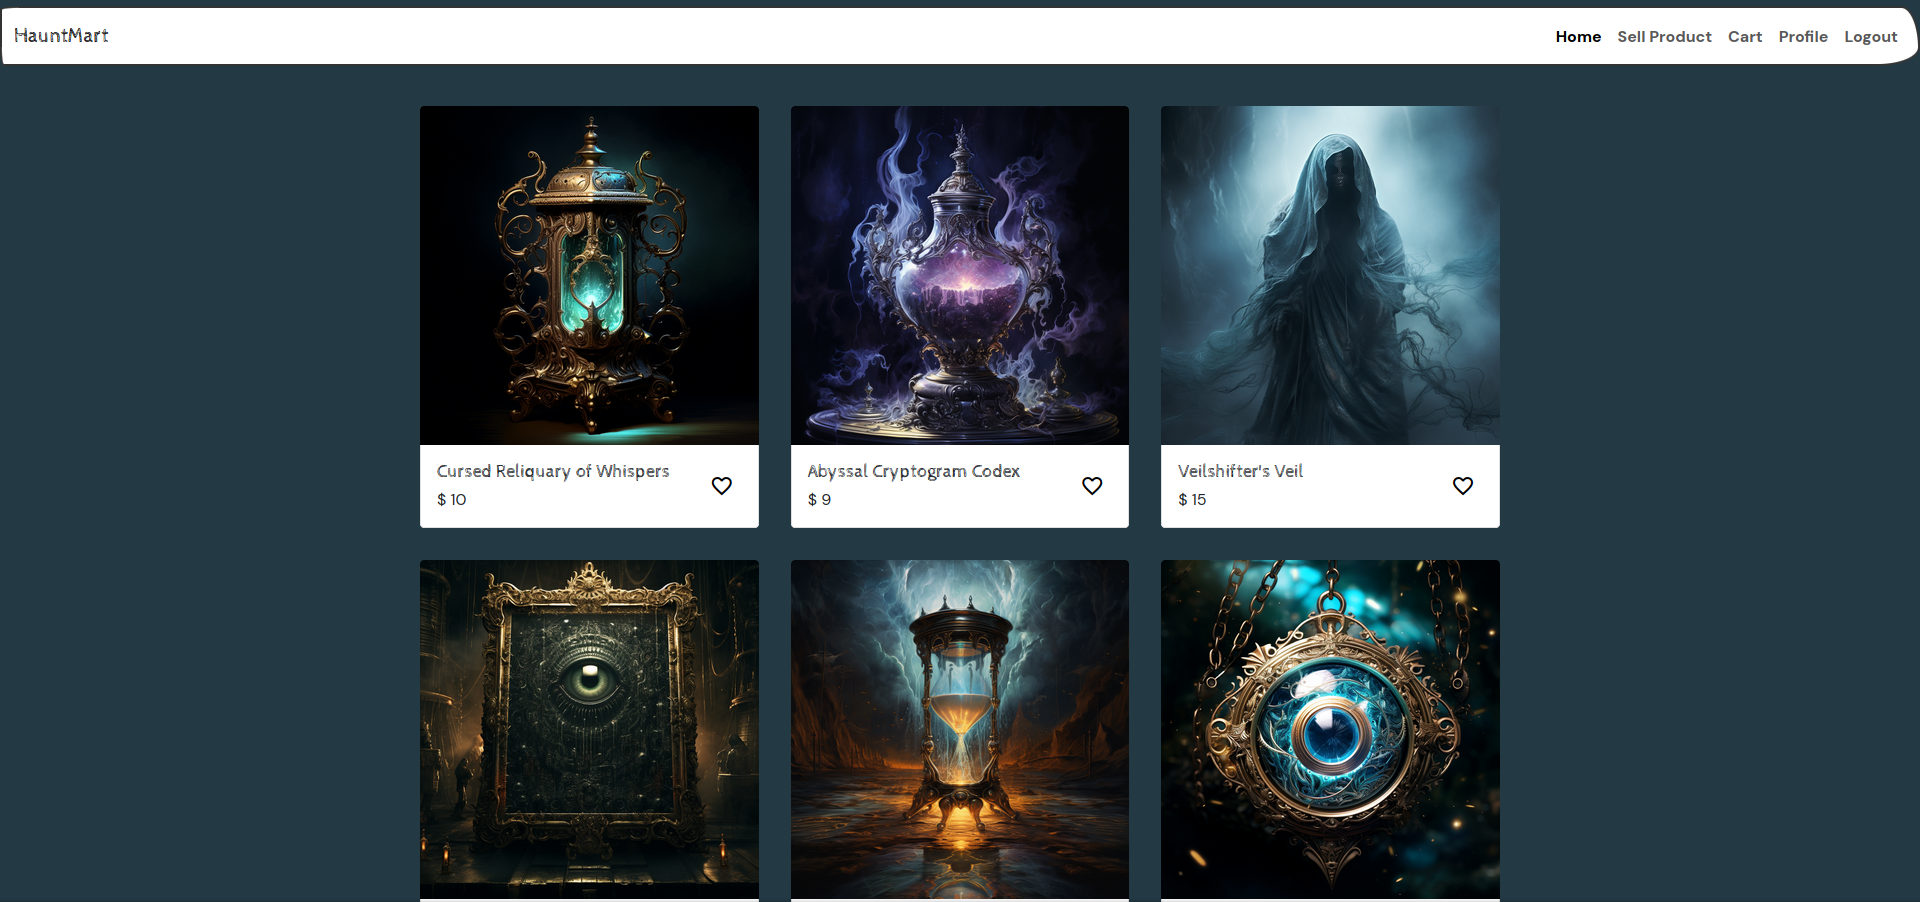 HauntMart
Home Sell Product Cart Profile Logout
Cursed Reliquary of Whispers
$ 10
Abyssal Cryptogram Codex
$ 9
Veilshifter's Veil
$ 15